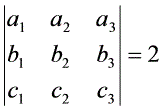 | a₁ a₂ a₃ |
| b₁ b₂ b₃ | = 2
| c₁ c₂ c₃ |